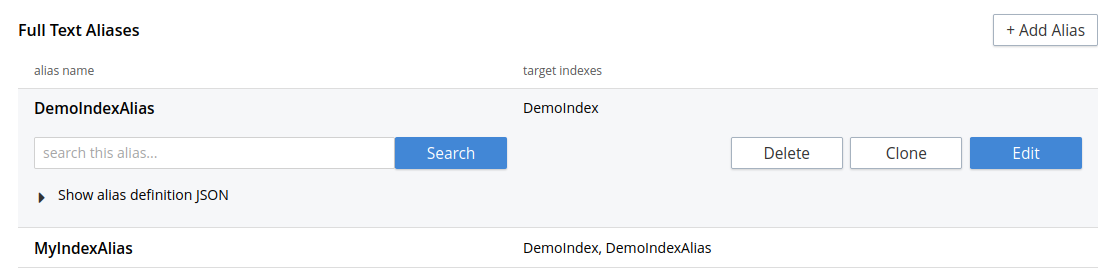 Full Text Aliases
+ Add Alias
alias name target indexes
DemoIndexAlias DemoIndex
search this alias... Search Delete Clone Edit
Show alias definition JSON
MyIndexAlias DemoIndex, DemoIndexAlias